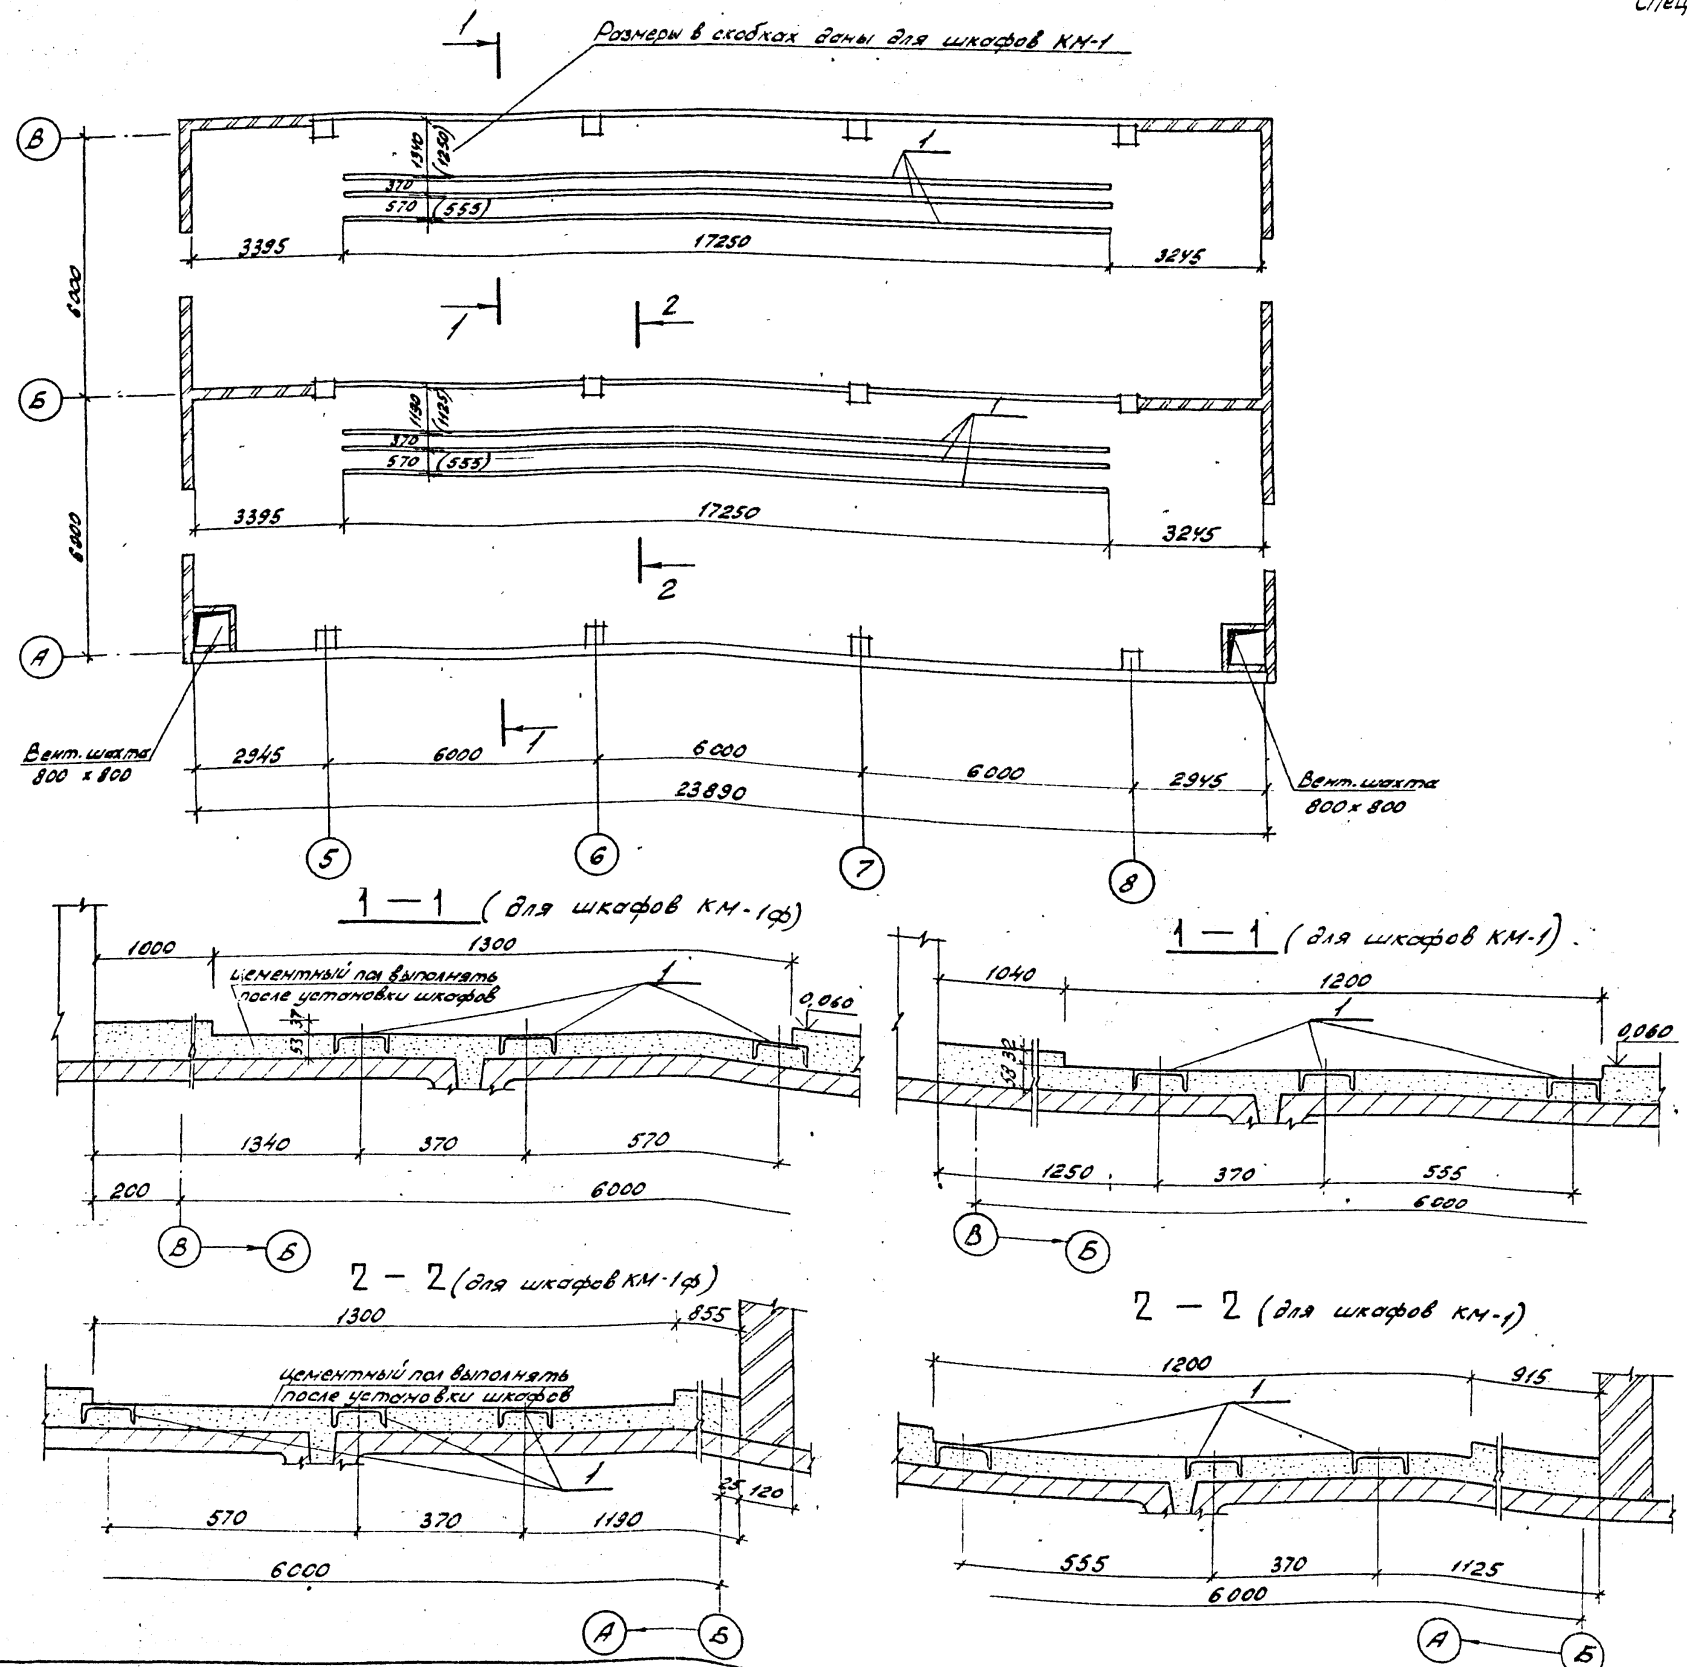 Спец
1
Размеры в скобках даны для шкафов КМ-1
В
1340
(1250)
1
370
570 (555)
3395
17250
3245
6000
1
2
Б
1190
(1125)
1
370
570 (555)
3395
17250
3245
6000
2
А
1
Вент. шахта
800 х 800
2945
6000
6000
6000
2945
23890
Вент. шахта
800 х 800
5
6
7
8
1 — 1 (для шкафов КМ-1ф)
1000
1300
цементный пол выполнять
после установки шкафов
1
0,060
37
53
1340
370
570
200
6000
В
Б
1 — 1 (для шкафов КМ-1)
1040
1200
1
0,060
32
58
1250
370
555
6000
В
Б
2 — 2 (для шкафов КМ-1ф)
1300
855
цементный пол выполнять
после установки шкафов
1
25
120
570
370
1190
6000
А
Б
2 — 2 (для шкафов КМ-1)
1200
915
1
555
370
1125
6000
А
Б